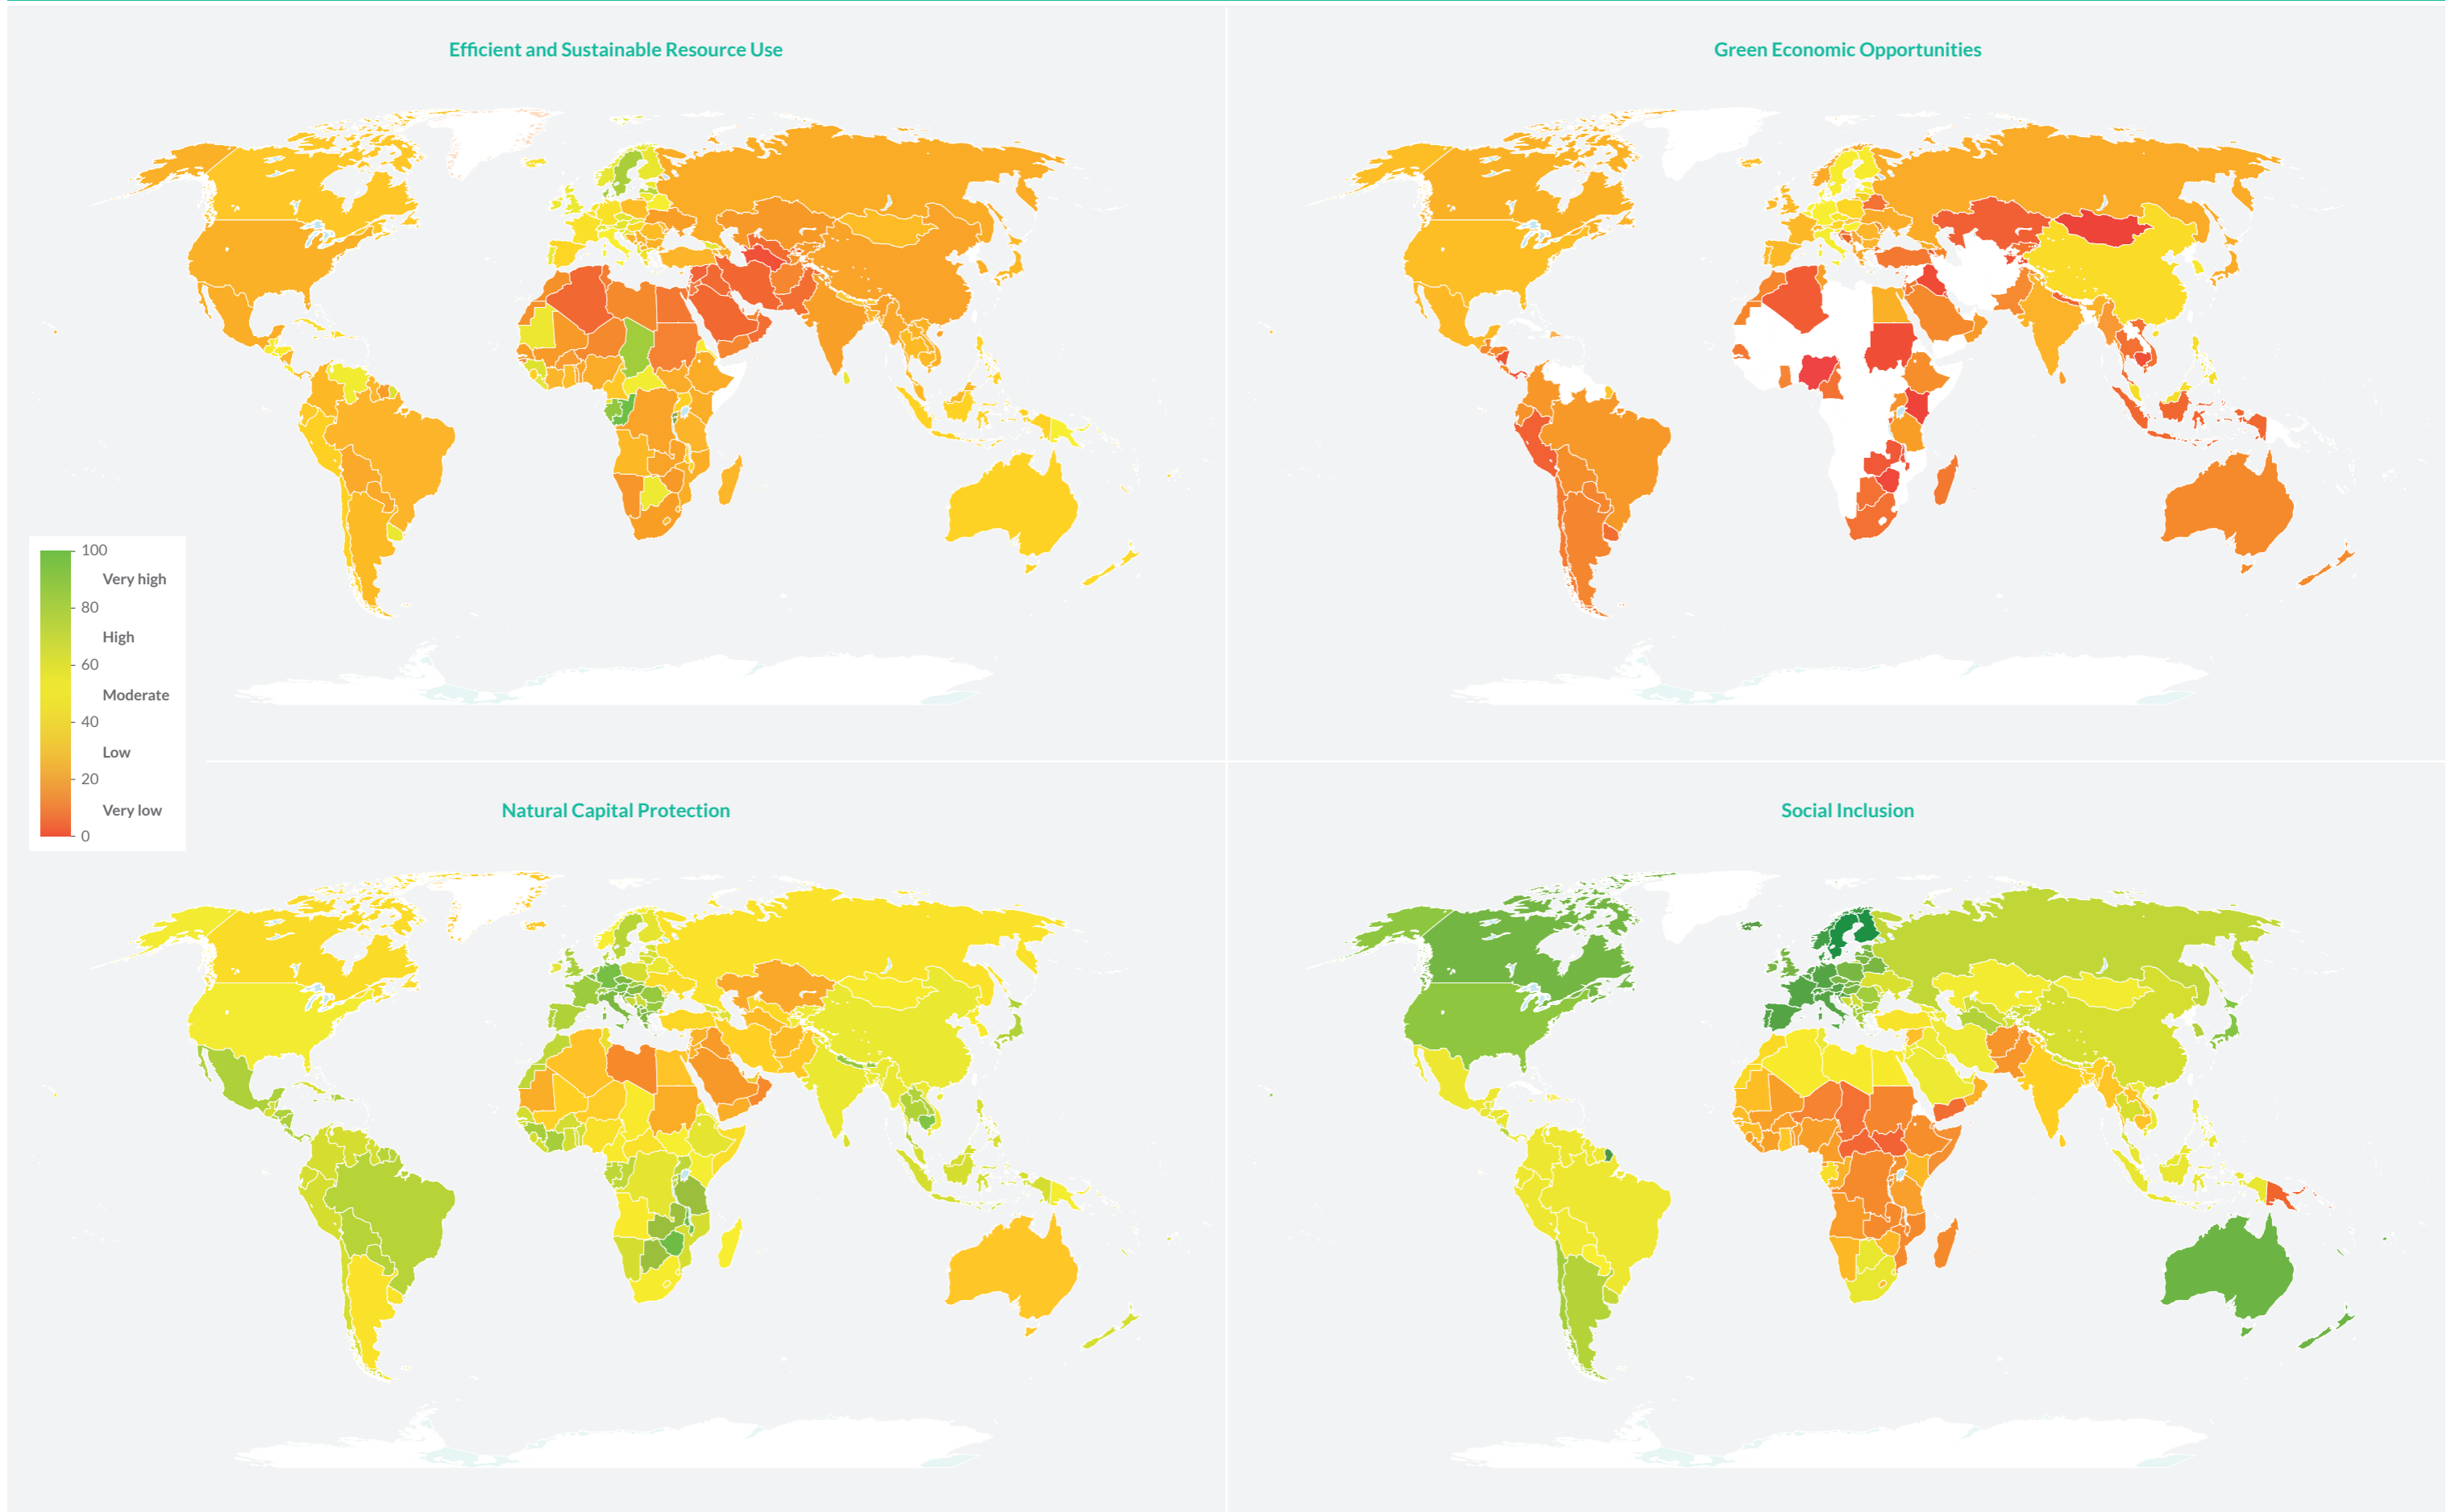 Efficient and Sustainable Resource Use
Green Economic Opportunities
100
Very high
80
High
60
Moderate
40
Low
20
Very low
0
Natural Capital Protection
Social Inclusion